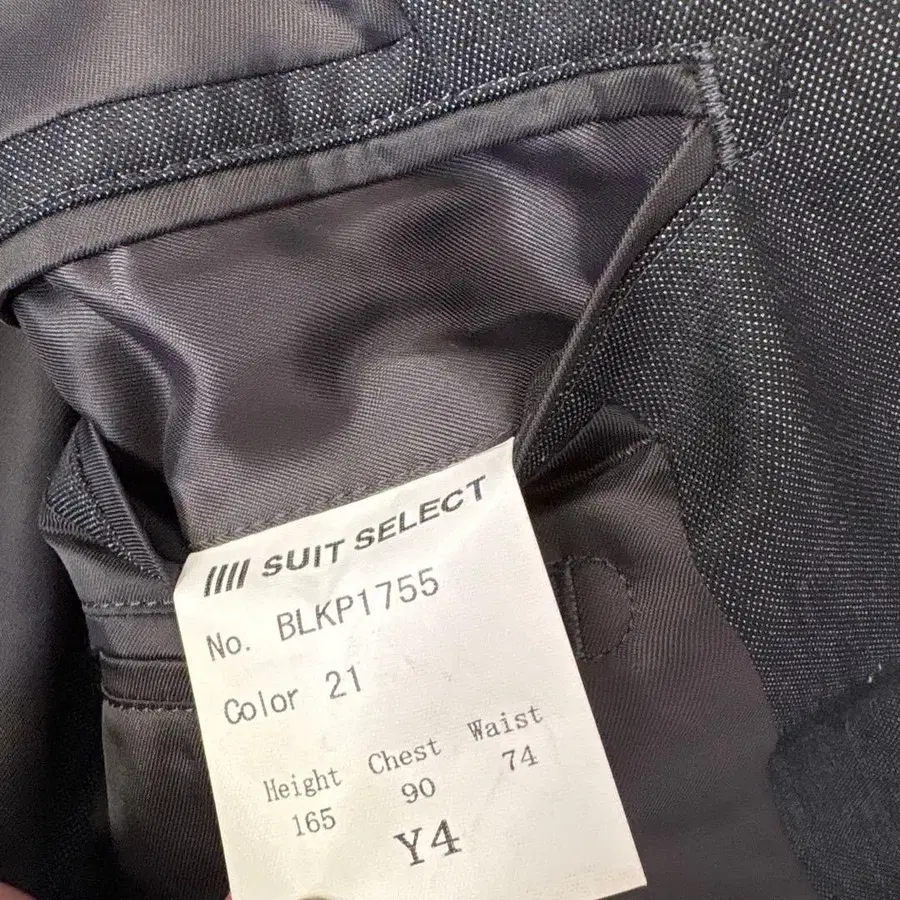 SUIT SELECT
No. BLKP1755
Color 21
Height Chest Waist
165 90 74
Y4